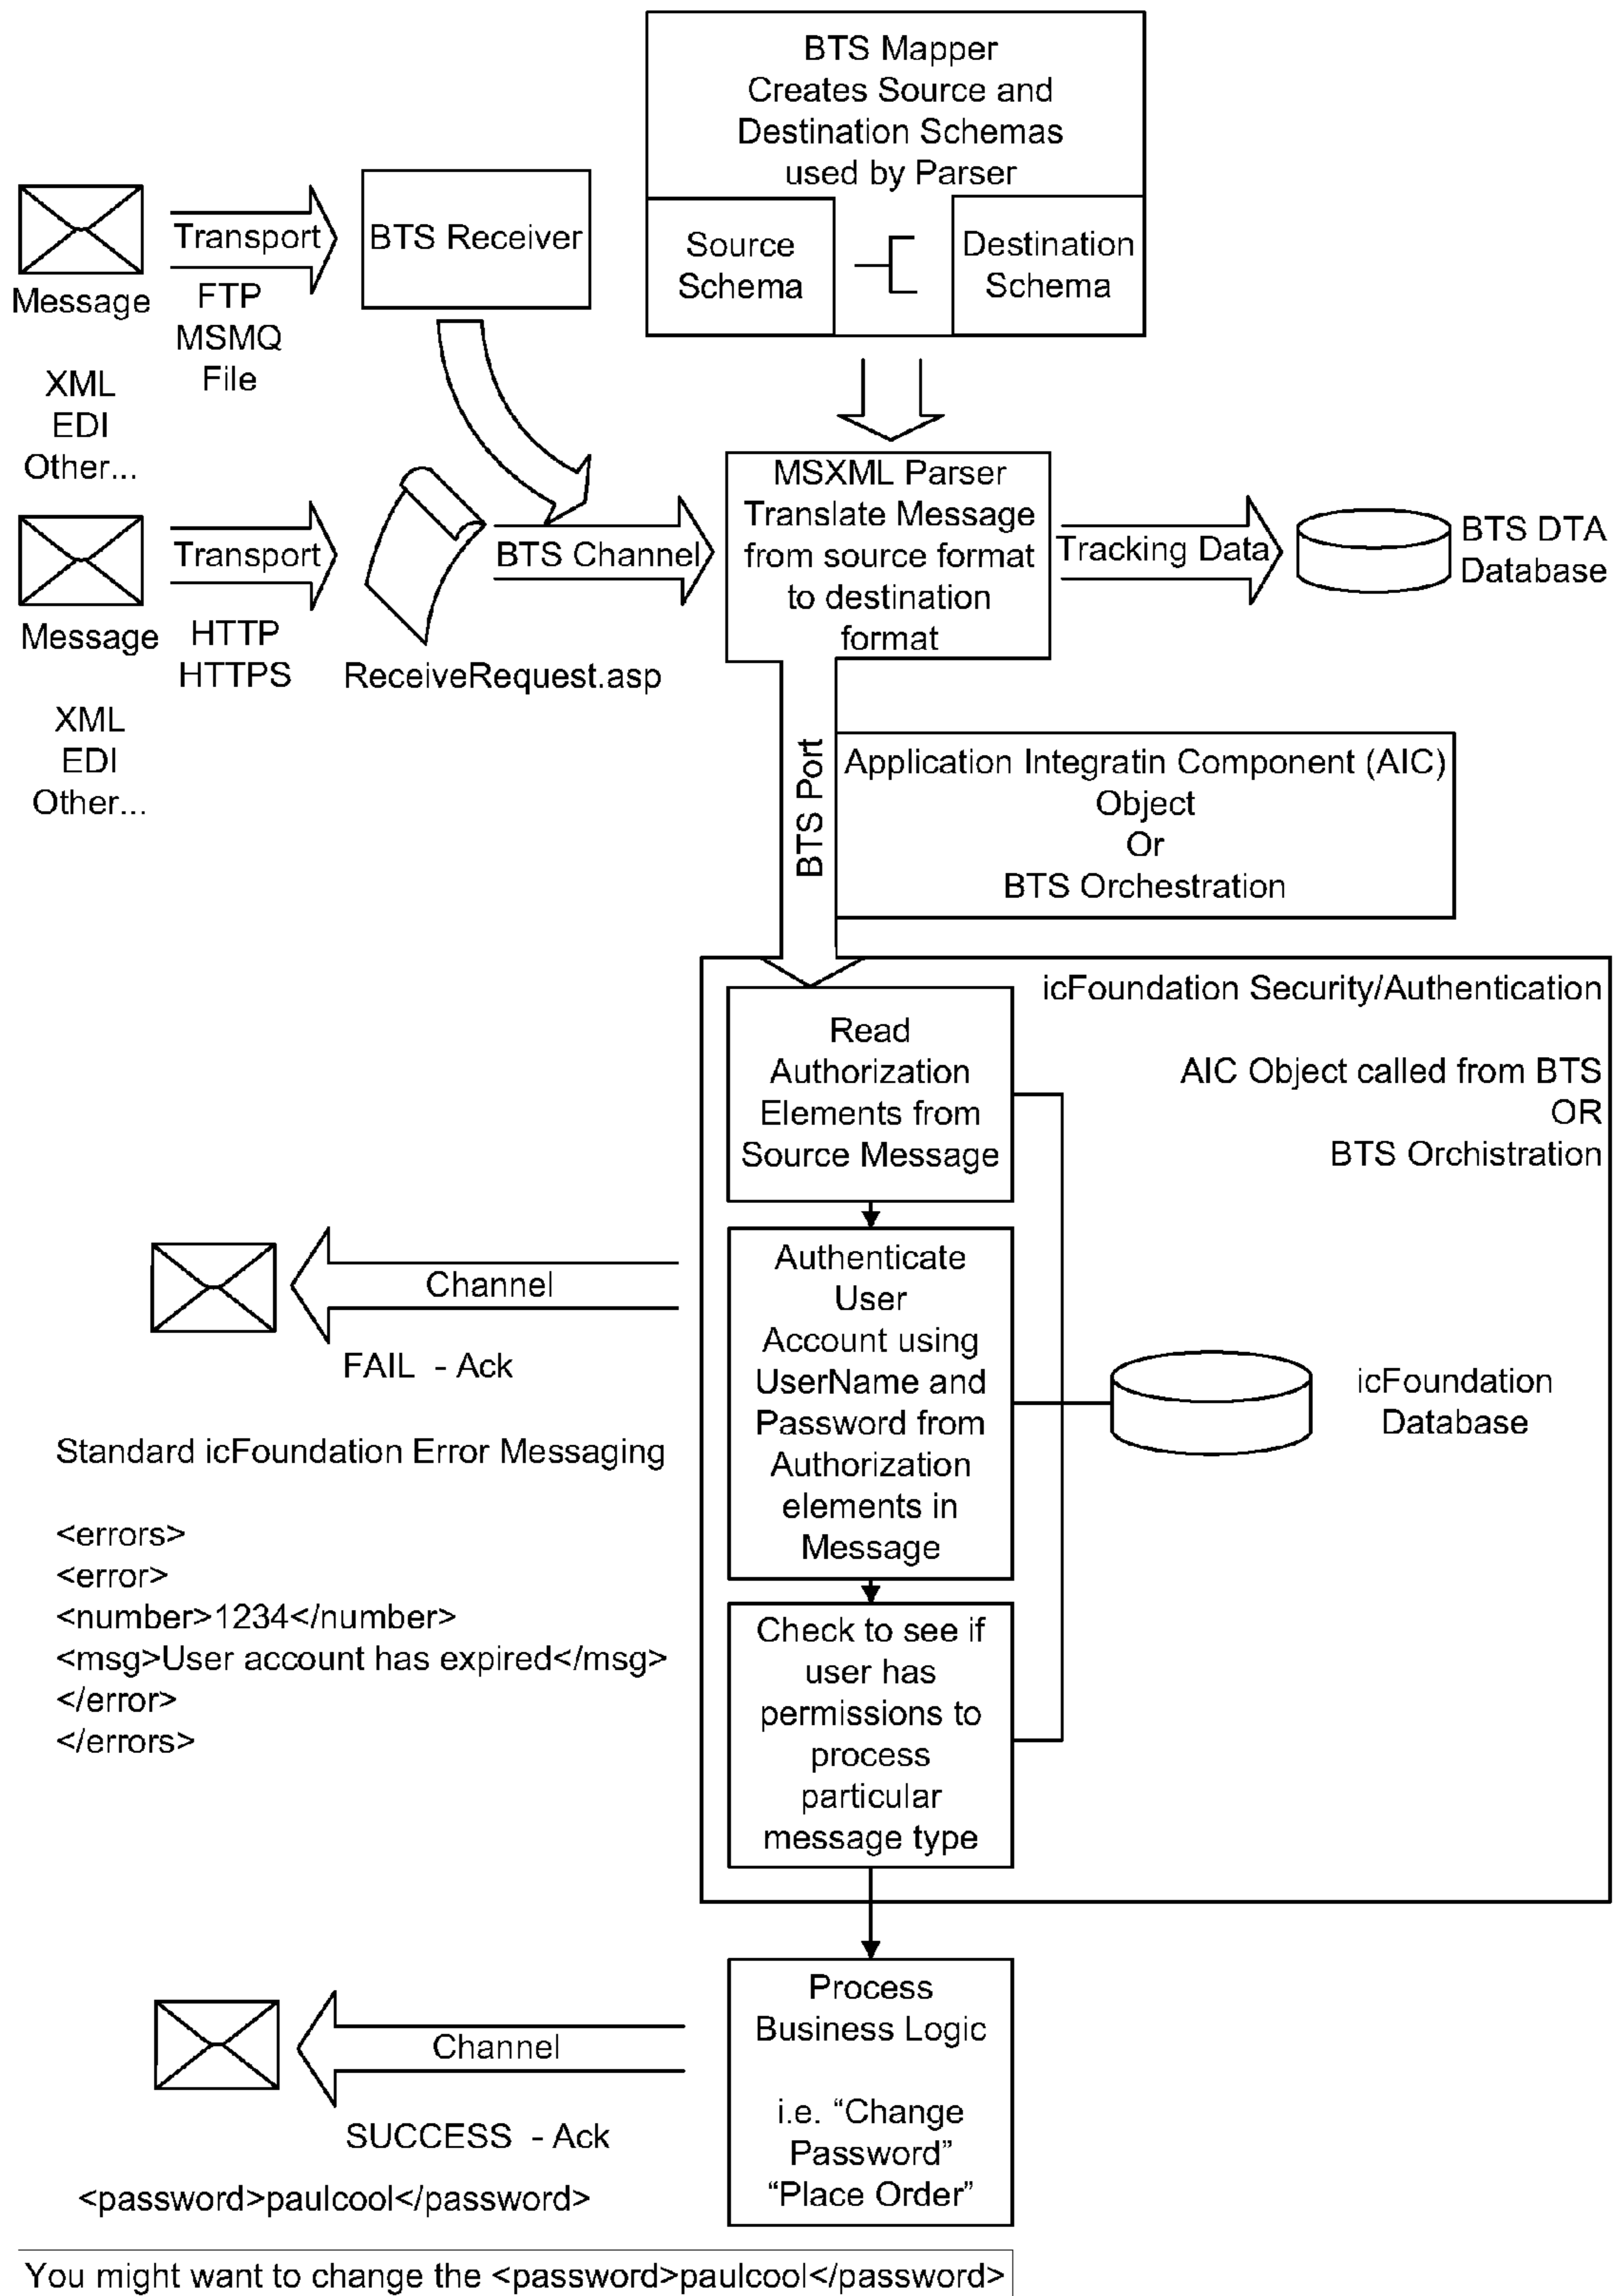 BTS Mapper
Creates Source and
Destination Schemas
used by Parser
Source
Schema
Destination
Schema
Message
XML
EDI
Other...
Transport
FTP
MSMQ
File
BTS Receiver
Message
XML
EDI
Other...
Transport
HTTP
HTTPS
ReceiveRequest.asp
BTS Channel
MSXML Parser
Translate Message
from source format
to destination
format
Tracking Data
BTS DTA
Database
BTS Port
Application Integratin Component (AIC)
Object
Or
BTS Orchestration
icFoundation Security/Authentication
AIC Object called from BTS
OR
BTS Orchistration
Read
Authorization
Elements from
Source Message
Authenticate
User
Account using
UserName and
Password from
Authorization
elements in
Message
Check to see if
user has
permissions to
process
particular
message type
icFoundation
Database
Channel
FAIL - Ack
Standard icFoundation Error Messaging
<errors>
<error>
<number>1234</number>
<msg>User account has expired</msg>
</error>
</errors>
Process
Business Logic
i.e. “Change
Password”
“Place Order”
Channel
SUCCESS - Ack
<password>paulcool</password>
You might want to change the <password>paulcool</password>